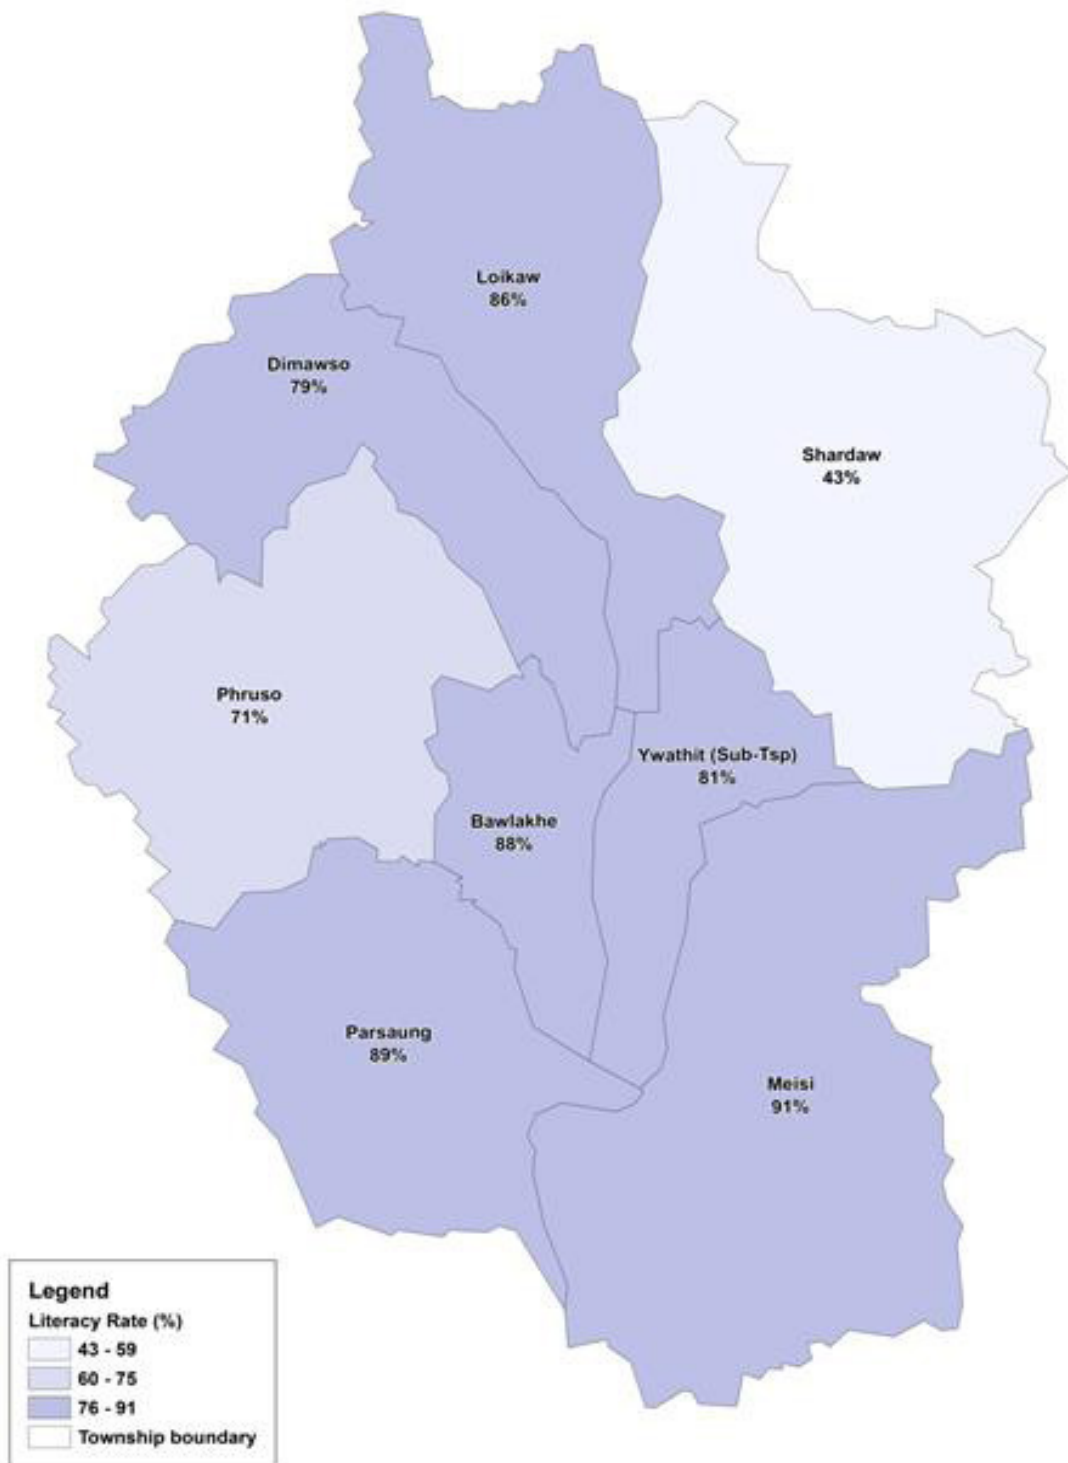 Loikaw
86%
Dimawso
79%
Shardaw
43%
Phruso
71%
Ywathit (Sub-Tsp)
81%
Bawlakhe
88%
Parsaung
89%
Meisi
91%
Legend
Literacy Rate (%)
43 - 59
60 - 75
76 - 91
Township boundary